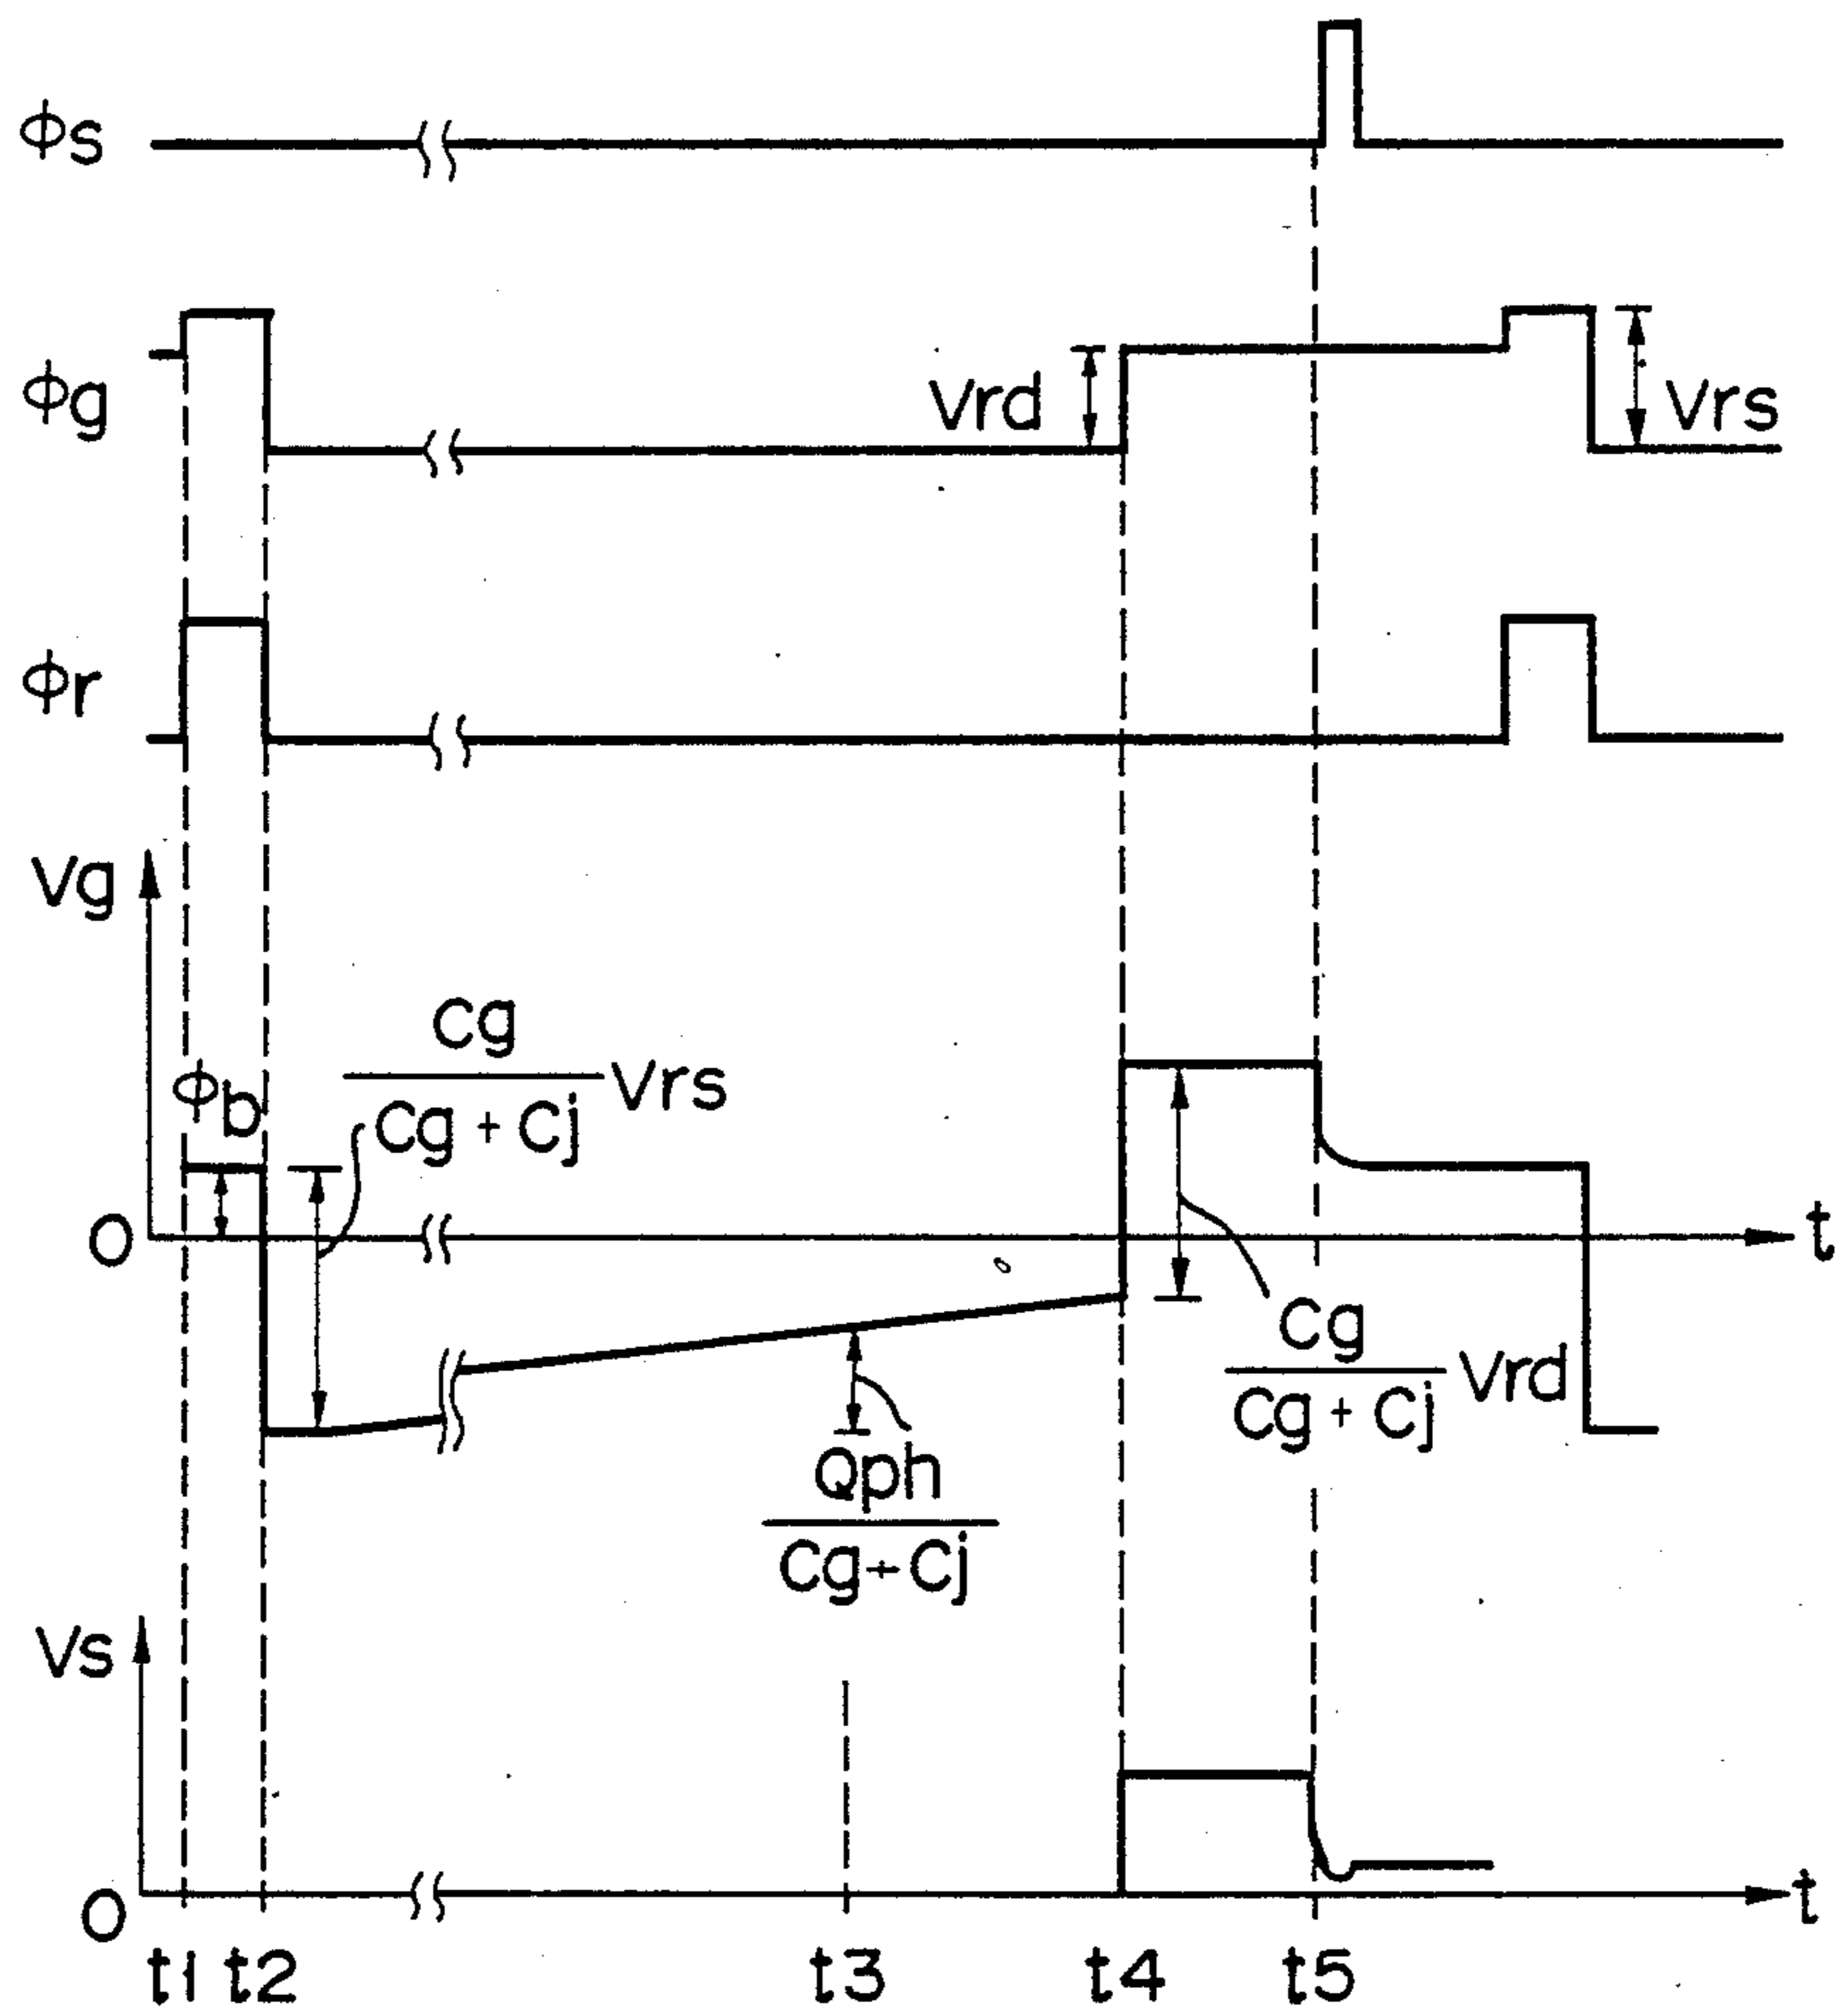 ϕs
ϕg
Vrd
Vrs
ϕr
Vg
ϕb
Cg
Cg + Cj
Vrs
O
t
Cg
Cg + Cj
Vrd
Qph
Cg + Cj
Vs
O
t
t1 t2 t3 t4 t5